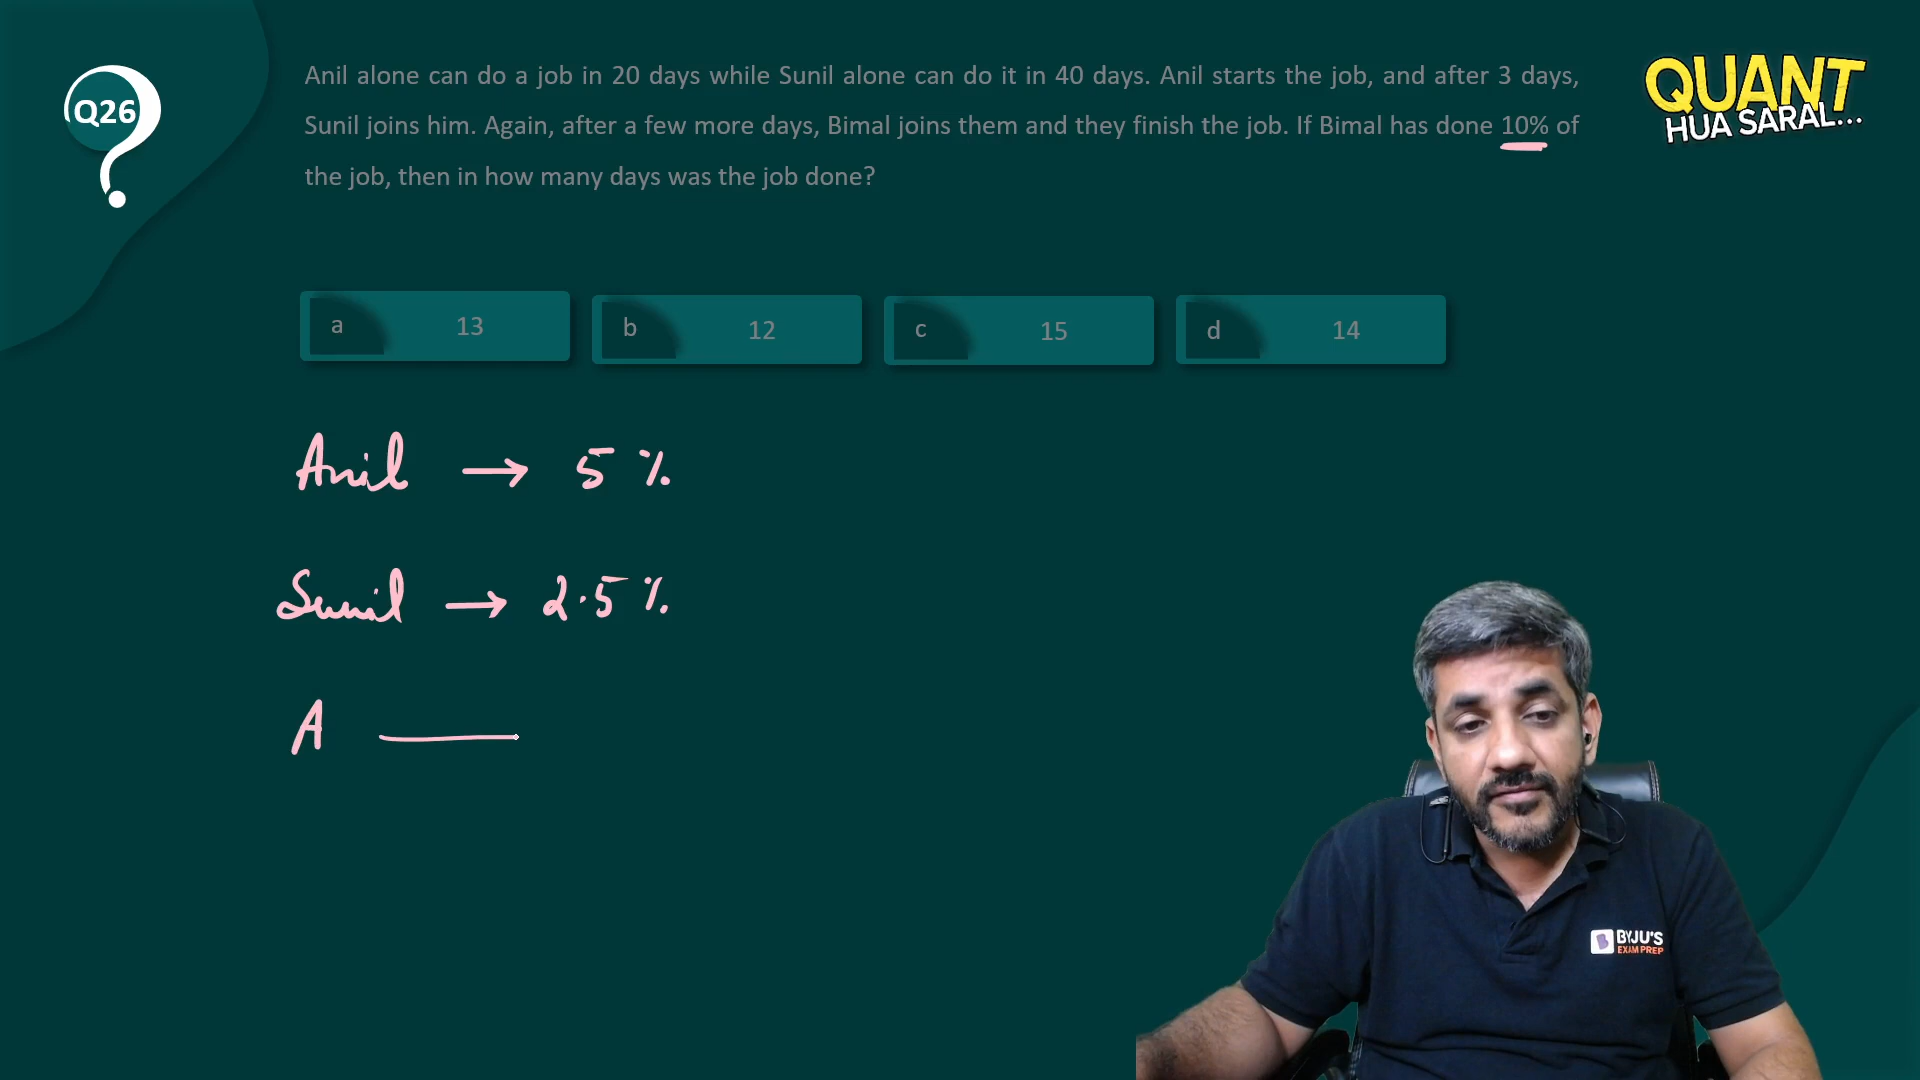 Q26
Anil alone can do a job in 20 days while Sunil alone can do it in 40 days. Anil starts the job, and after 3 days,
Sunil joins him. Again, after a few more days, Bimal joins them and they finish the job. If Bimal has done 10% of
the job, then in how many days was the job done?
QUANT
HUA SARAL...
a 13
b 12
c 15
d 14
Anil → 5 %
Sunil → 2.5 %
A
BYJU'S
EXAM PREP